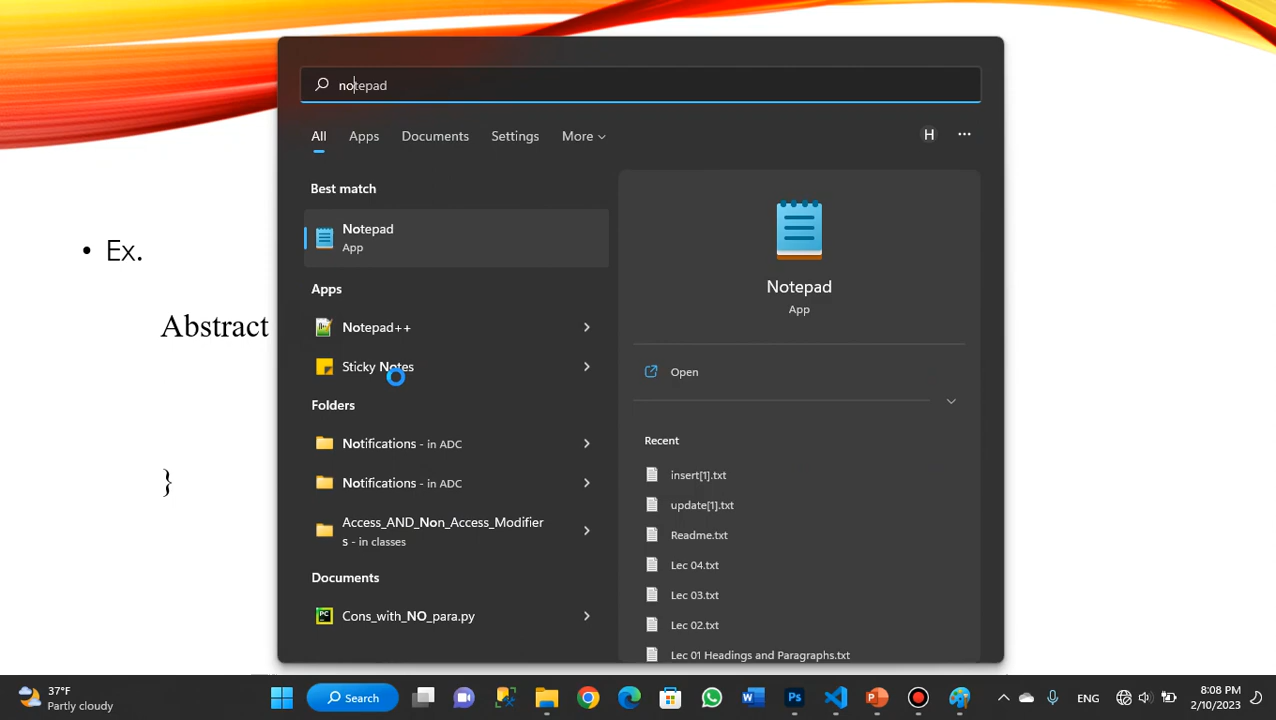 notepad
All Apps Documents Settings More
H
Best match
Notepad
App
Apps
Notepad++
Sticky Notes
Folders
Notifications - in ADC
Notifications - in ADC
Access_AND_Non_Access_Modifier
s - in classes
Documents
Cons_with_NO_para.py
Notepad
App
Open
Recent
insert[1].txt
update[1].txt
Readme.txt
Lec 04.txt
Lec 03.txt
Lec 02.txt
Lec 01 Headings and Paragraphs.txt
• Ex.
Abstract
}
37°F
Partly cloudy
Search
ENG
8:08 PM
2/10/2023